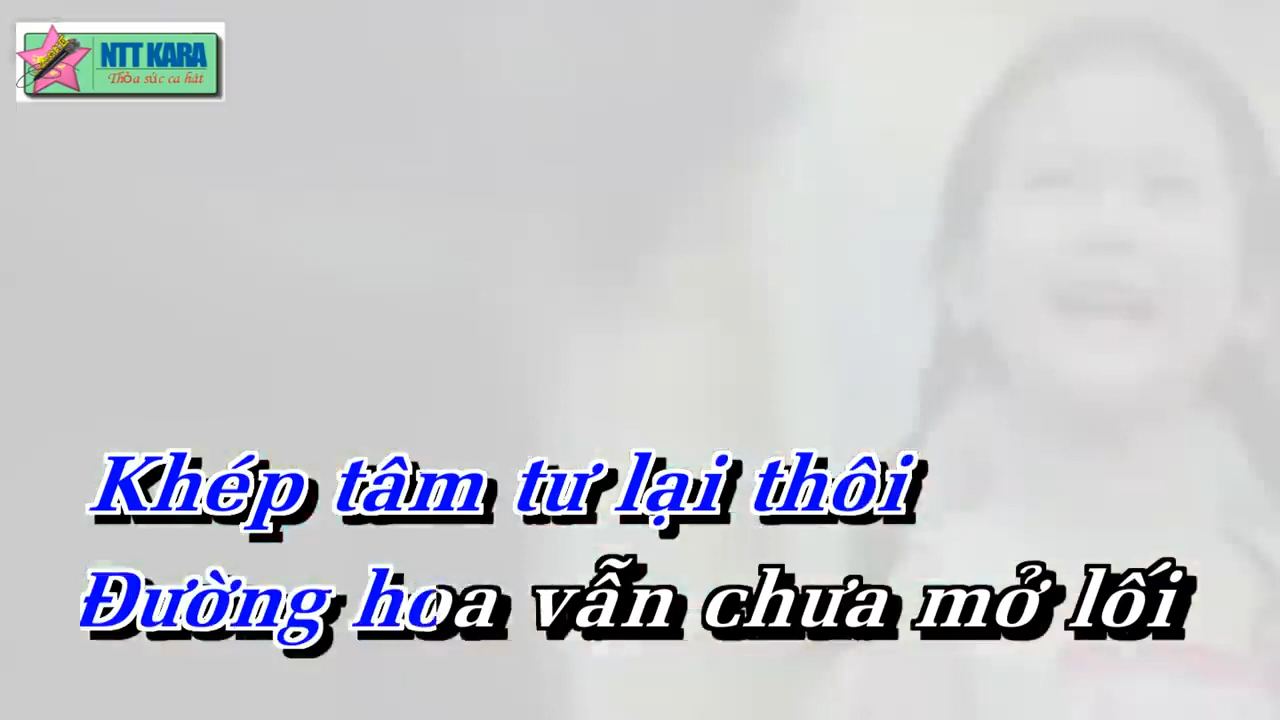 NTT KARA
Thỏa sức ca hát
Khép tâm tư lại thôi
Đường hoa vẫn chưa mở lối